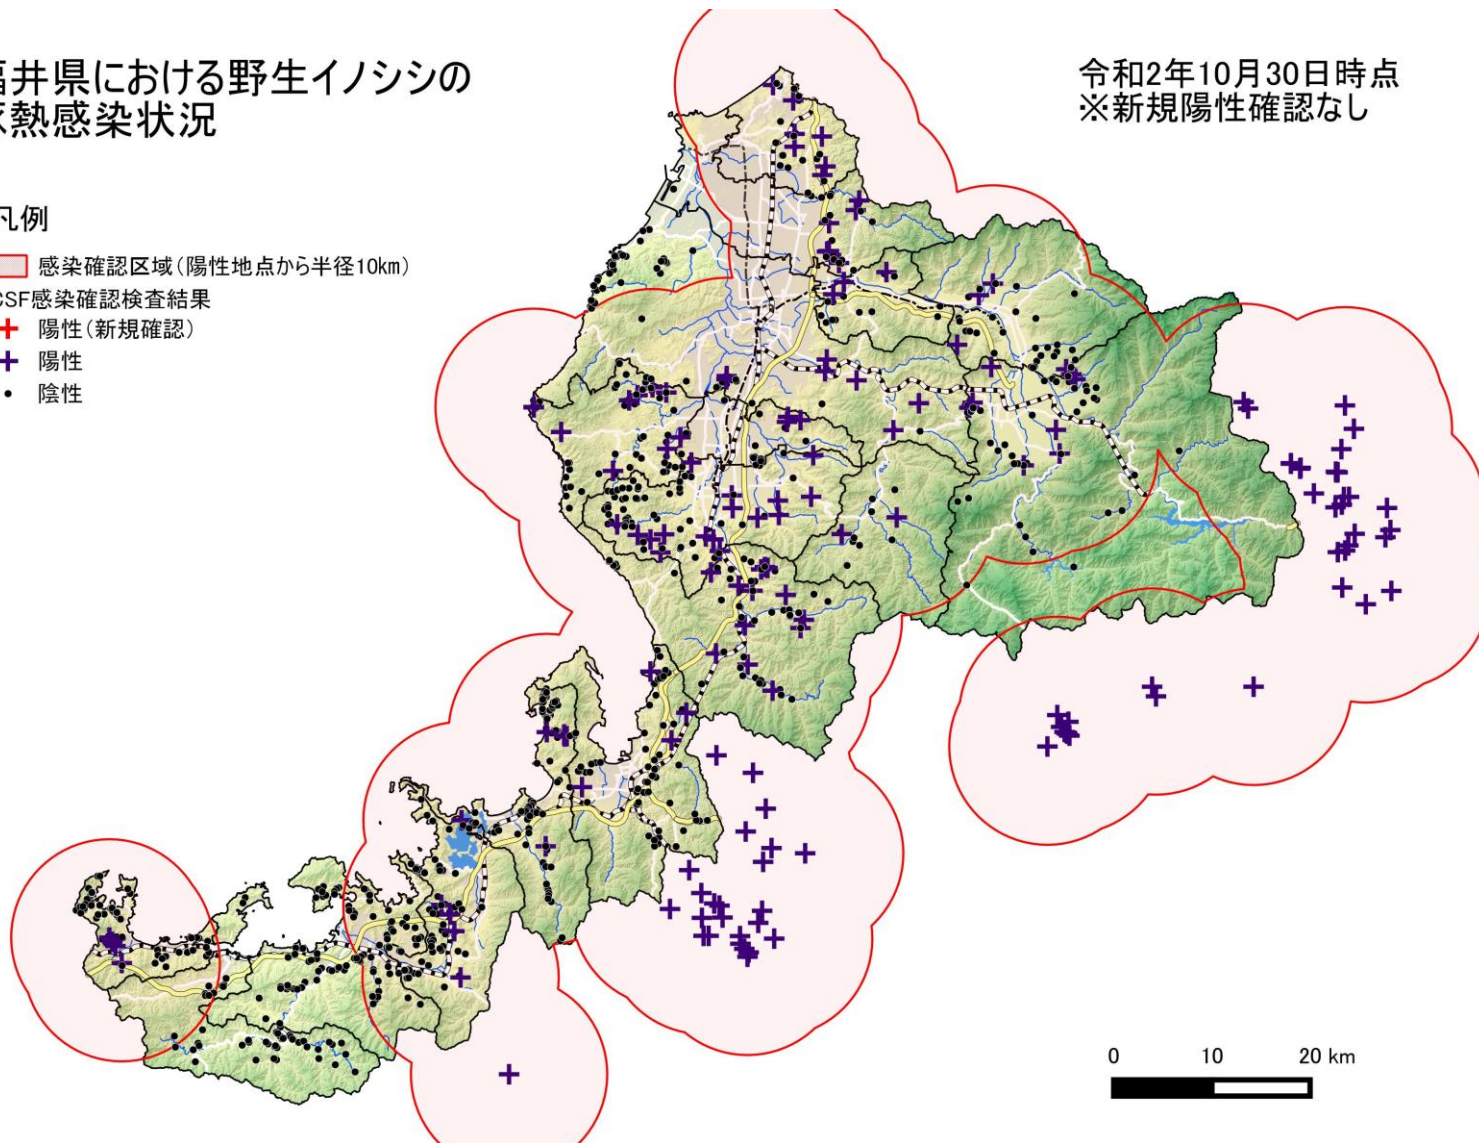 福井県における野生イノシシの
豚熱感染状況
令和2年10月30日時点
※新規陽性確認なし
凡例
感染確認区域(陽性地点から半径10km)
CSF感染確認検査結果
陽性(新規確認)
陽性
陰性
0 10 20 km